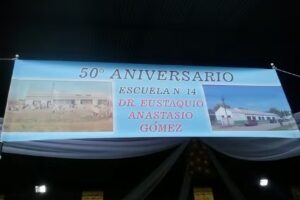 50° ANIVERSARIO
ESCUELA N° 14
DR. EUSTAQUIO
ANASTASIO
GÓMEZ